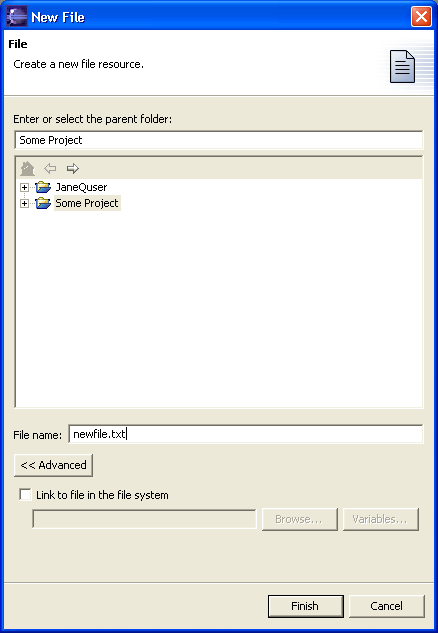 New File
File
Create a new file resource.
Enter or select the parent folder:
Some Project
JaneQuser
Some Project
File name: newfile.txt
<< Advanced
Link to file in the file system
Browse... Variables...
Finish Cancel